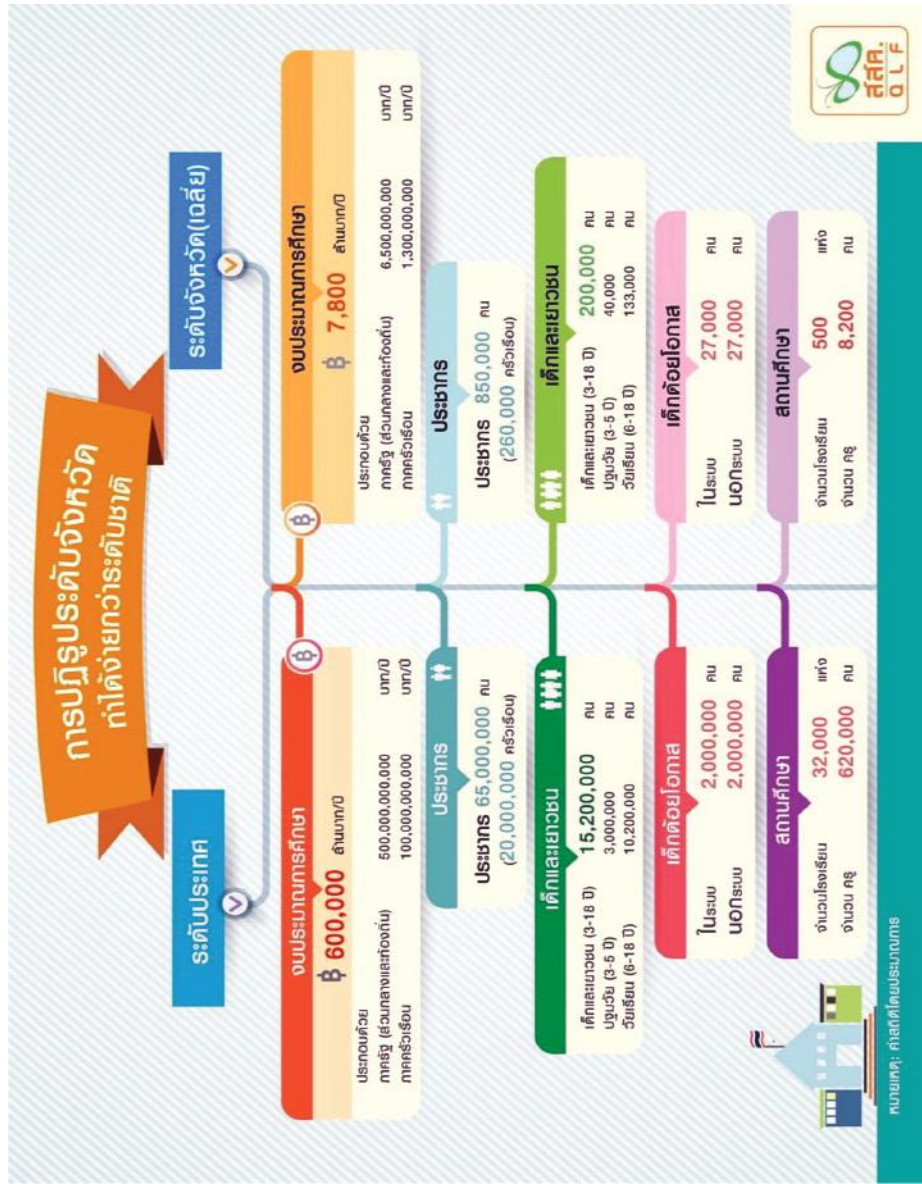 การปฏิรูประดับจังหวัด
ทำได้ง่ายกว่าระดับชาติ
ระดับประเทศ
งบประมาณการศึกษา
฿ 600,000 ล้านบาท/ปี
ประกอบด้วย
ภาครัฐ (ส่วนกลางและท้องถิ่น) 500,000,000,000 บาท/ปี
ภาคครัวเรือน 100,000,000,000 บาท/ปี
ประชากร
ประชากร 65,000,000 คน
(20,000,000 ครัวเรือน)
เด็กและเยาวชน
เด็กและเยาวชน (3-18 ปี) 15,200,000 คน
ปฐมวัย (3-5 ปี) 3,000,000 คน
วัยเรียน (6-18 ปี) 10,200,000 คน
เด็กด้อยโอกาส
ในระบบ 2,000,000 คน
นอกระบบ 2,000,000 คน
สถานศึกษา
จำนวนโรงเรียน 32,000 แห่ง
จำนวน ครู 620,000 คน
ระดับจังหวัด(เฉลี่ย)
งบประมาณการศึกษา
฿ 7,800 ล้านบาท/ปี
ประกอบด้วย
ภาครัฐ (ส่วนกลางและท้องถิ่น) 6,500,000,000 บาท/ปี
ภาคครัวเรือน 1,300,000,000 บาท/ปี
ประชากร
ประชากร 850,000 คน
(260,000 ครัวเรือน)
เด็กและเยาวชน
เด็กและเยาวชน (3-18 ปี) 200,000 คน
ปฐมวัย (3-5 ปี) 40,000 คน
วัยเรียน (6-18 ปี) 133,000 คน
เด็กด้อยโอกาส
ในระบบ 27,000 คน
นอกระบบ 27,000 คน
สถานศึกษา
จำนวนโรงเรียน 500 แห่ง
จำนวน ครู 8,200 คน
หมายเหตุ: ค่าสถิติโดยประมาณการ
สสค.
QLF